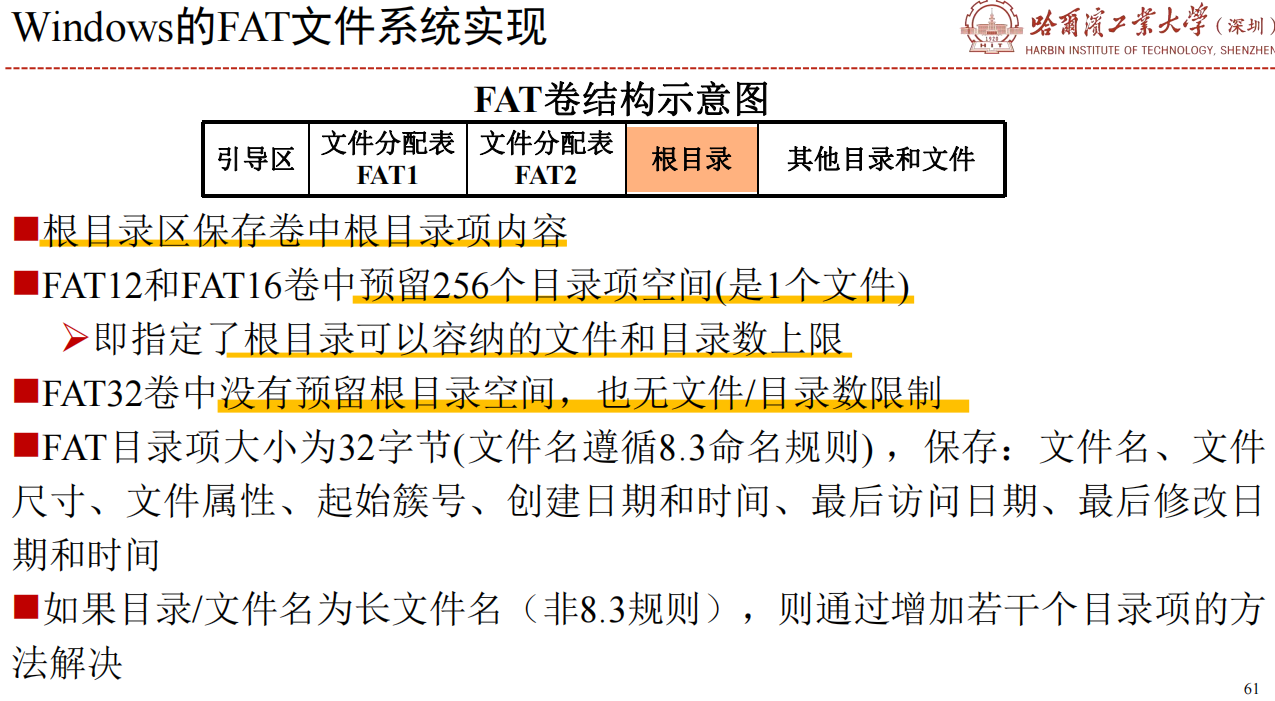 Windows的FAT文件系统实现
哈尔滨工业大学(深圳)
HARBIN INSTITUTE OF TECHNOLOGY, SHENZHEN
1920
HIT
FAT卷结构示意图
引导区
文件分配表
FAT1
文件分配表
FAT2
根目录
其他目录和文件
■根目录区保存卷中根目录项内容
■FAT12和FAT16卷中预留256个目录项空间(是1个文件)
➢即指定了根目录可以容纳的文件和目录数上限
■FAT32卷中没有预留根目录空间，也无文件/目录数限制
■FAT目录项大小为32字节(文件名遵循8.3命名规则)，保存：文件名、文件
尺寸、文件属性、起始簇号、创建日期和时间、最后访问日期、最后修改日
期和时间
■如果目录/文件名为长文件名（非8.3规则），则通过增加若干个目录项的方
法解决
61